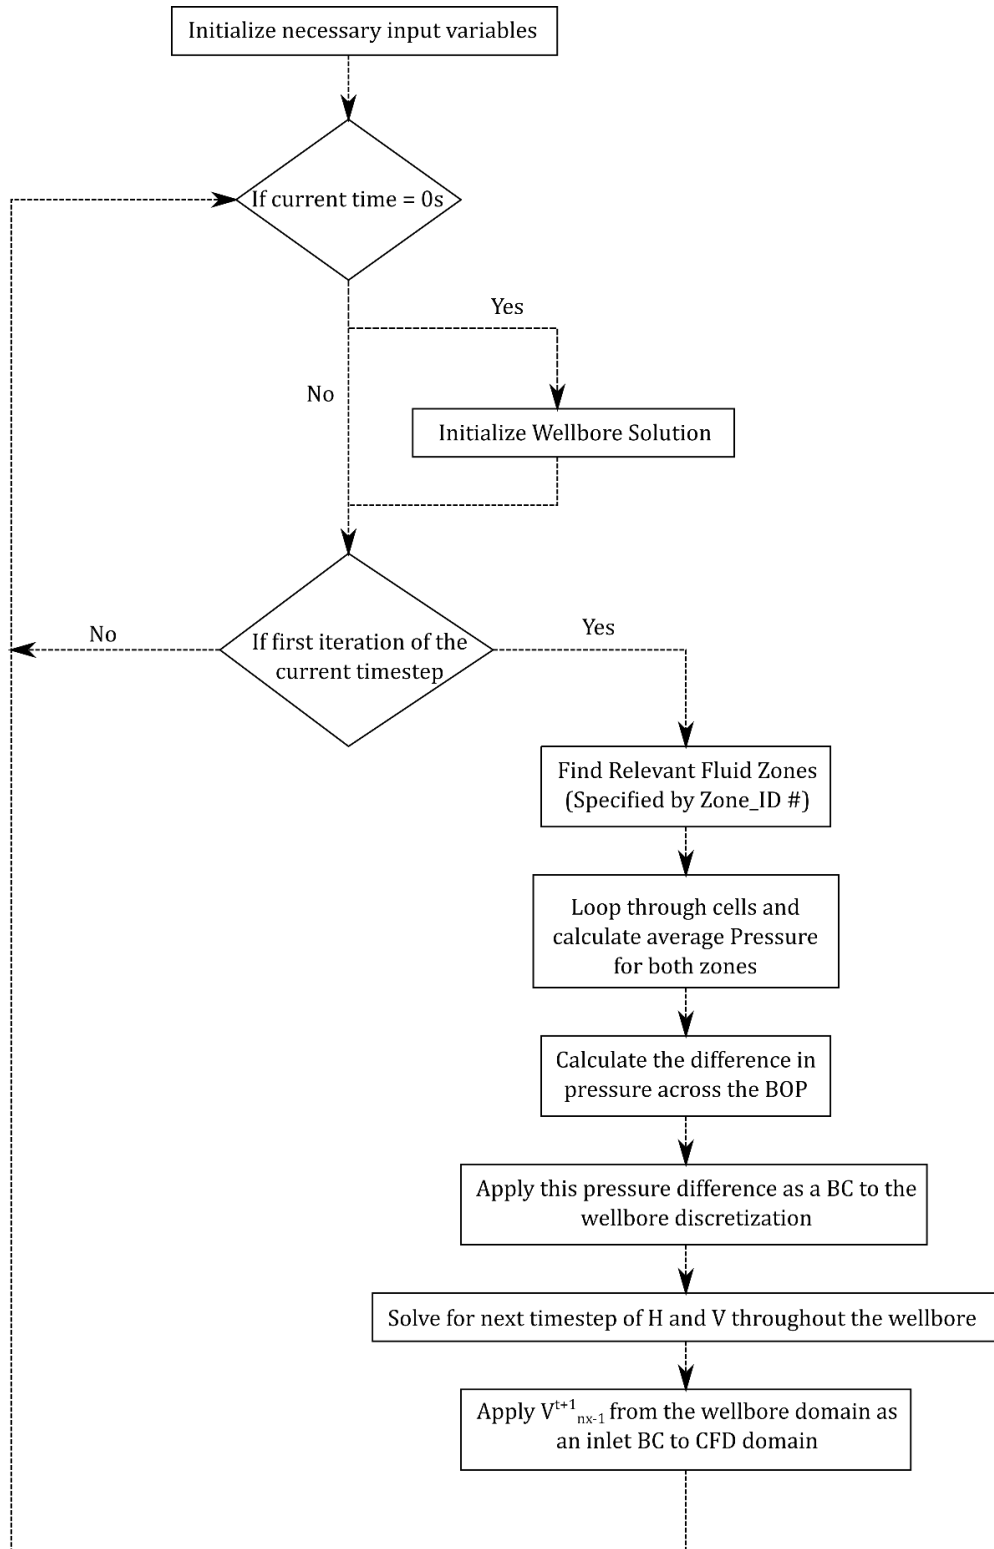 Initialize necessary input variables
If current time = 0s
Yes
No
Initialize Wellbore Solution
If first iteration of the
current timestep
No
Yes
Find Relevant Fluid Zones
(Specified by Zone_ID #)
Loop through cells and
calculate average Pressure
for both zones
Calculate the difference in
pressure across the BOP
Apply this pressure difference as a BC to the
wellbore discretization
Solve for next timestep of H and V throughout the wellbore
Apply V^{t+1}_{nx-1} from the wellbore domain as
an inlet BC to CFD domain